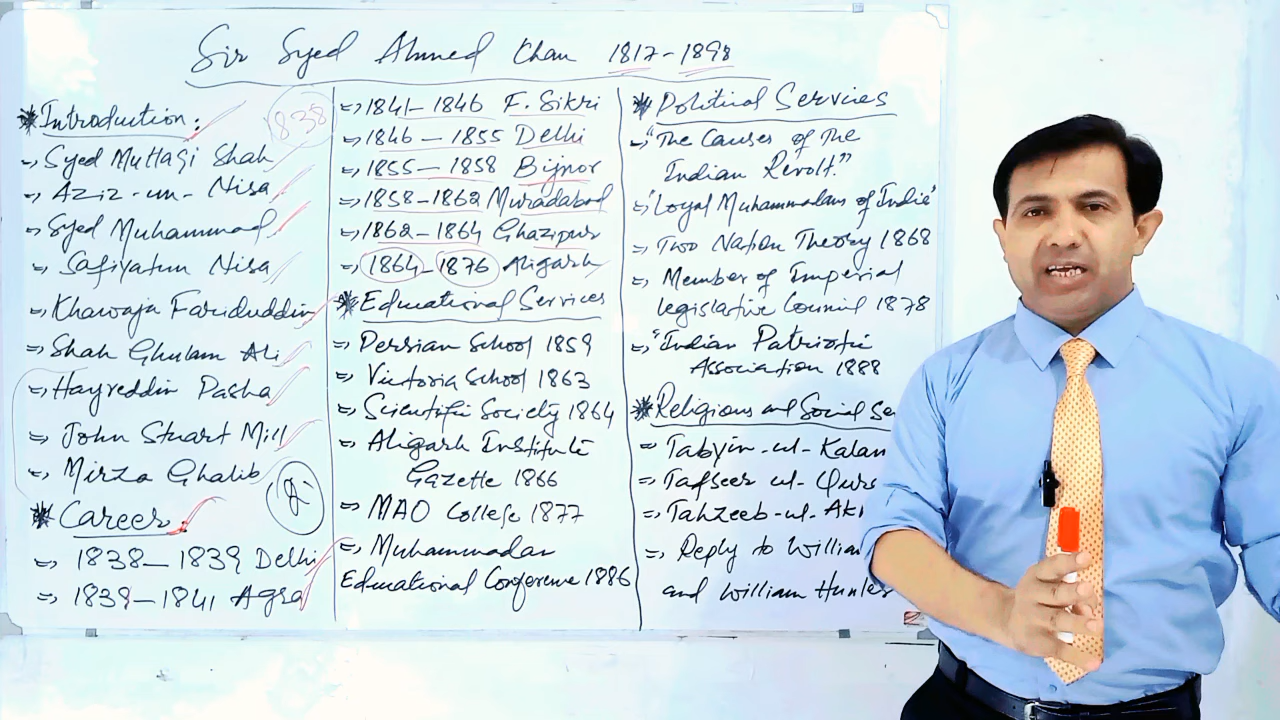 Sir Syed Ahmed Khan 1817-1898
*Introduction:
1838
→ Syed Muttaqi Shah
→ Aziz-un-Nisa
→ Syed Muhammad
→ Safiyatun Nisa
→ Khawaja Fariduddin
→ Shah Ghulam Ali
→ Hayreddin Pasha
→ John Stuart Mill
→ Mirza Ghalib
* Career:
→ 1838-1839 Delhi
→ 1839-1841 Agra
→ 1841-1846 F. Sikri
→ 1846-1855 Delhi
→ 1855-1858 Bijnor
→ 1858-1862 Muradabad
→ 1862-1864 Ghazipur
→ 1864-1876 Aligarh
* Educational Services
→ Persian School 1859
→ Victoria School 1863
→ Scientific Society 1864
→ Aligarh Institute
Gazette 1866
→ MAO College 1877
→ Muhammadan
Educational Conference 1886
* Political Services
→ "The Causes of The
Indian Revolt."
→ "Loyal Muhammadans of India"
→ Two Nation Theory 1868
→ Member of Imperial
legislative Council 1878
→ "Indian Patriotic
Association 1888
* Religious and Social Se
→ Tabyin-ul-Kalam
→ Tafseer ul-Qura
→ Tahzeeb-ul-Akh
→ Reply to William
and William Hunter